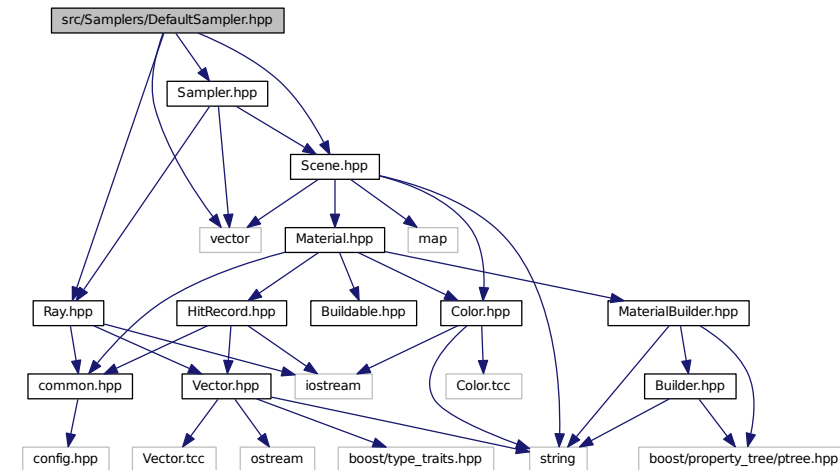 src/Samplers/DefaultSampler.hpp
Sampler.hpp
Scene.hpp
vector
Material.hpp
map
Ray.hpp
HitRecord.hpp
Buildable.hpp
Color.hpp
MaterialBuilder.hpp
common.hpp
Vector.hpp
iostream
Color.tcc
Builder.hpp
config.hpp
Vector.tcc
ostream
boost/type_traits.hpp
string
boost/property_tree/ptree.hpp